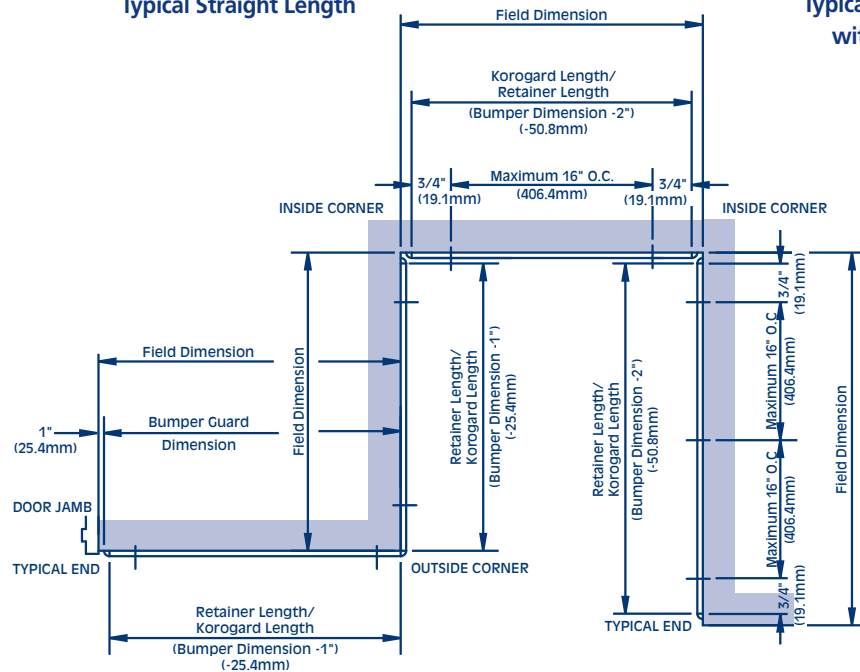 Typical Straight Length
Typica
wit
Field Dimension
Korogard Length/
Retainer Length
(Bumper Dimension -2")
(-50.8mm)
3/4"
(19.1mm)
Maximum 16" O.C.
(406.4mm)
3/4"
(19.1mm)
INSIDE CORNER
INSIDE CORNER
3/4"
(19.1mm)
Maximum 16" O.C
(406.4mm)
Maximum 16" O.C
(406.4mm)
3/4"
(19.1mm)
Field Dimension
Field Dimension
Field Dimension
1"
(25.4mm)
Bumper Guard
Dimension
Retainer Length/
Korogard Length
(Bumper Dimension -1")
(-25.4mm)
Retainer Length/
Korogard Length
(Bumper Dimension -2")
(-50.8mm)
DOOR JAMB
TYPICAL END
OUTSIDE CORNER
Retainer Length/
Korogard Length
(Bumper Dimension -1")
(-25.4mm)
TYPICAL END